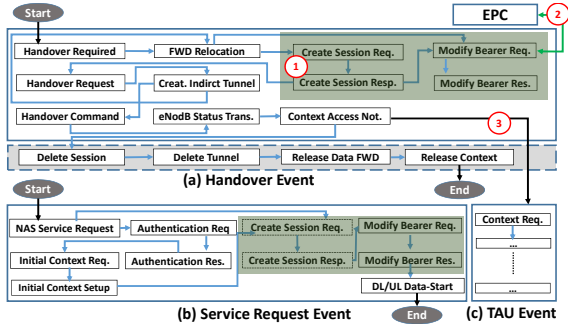 Start
EPC
2
Handover Required
FWD Relocation
Create Session Req.
Modify Bearer Req.
1
Handover Request
Creat. Indirct Tunnel
Create Session Resp.
Modify Bearer Res.
Handover Command
eNodB Status Trans.
Context Access Not.
3
Delete Session
Delete Tunnel
Release Data FWD
Release Context
(a) Handover Event
End
Start
NAS Service Request
Authentication Req
Create Session Req.
Modify Bearer Req.
Context Req.
...
Initial Context Req.
Authentication Res.
Create Session Resp.
Modify Bearer Res.
Initial Context Setup
DL/UL Data-Start
...
(b) Service Request Event
End
(c) TAU Event